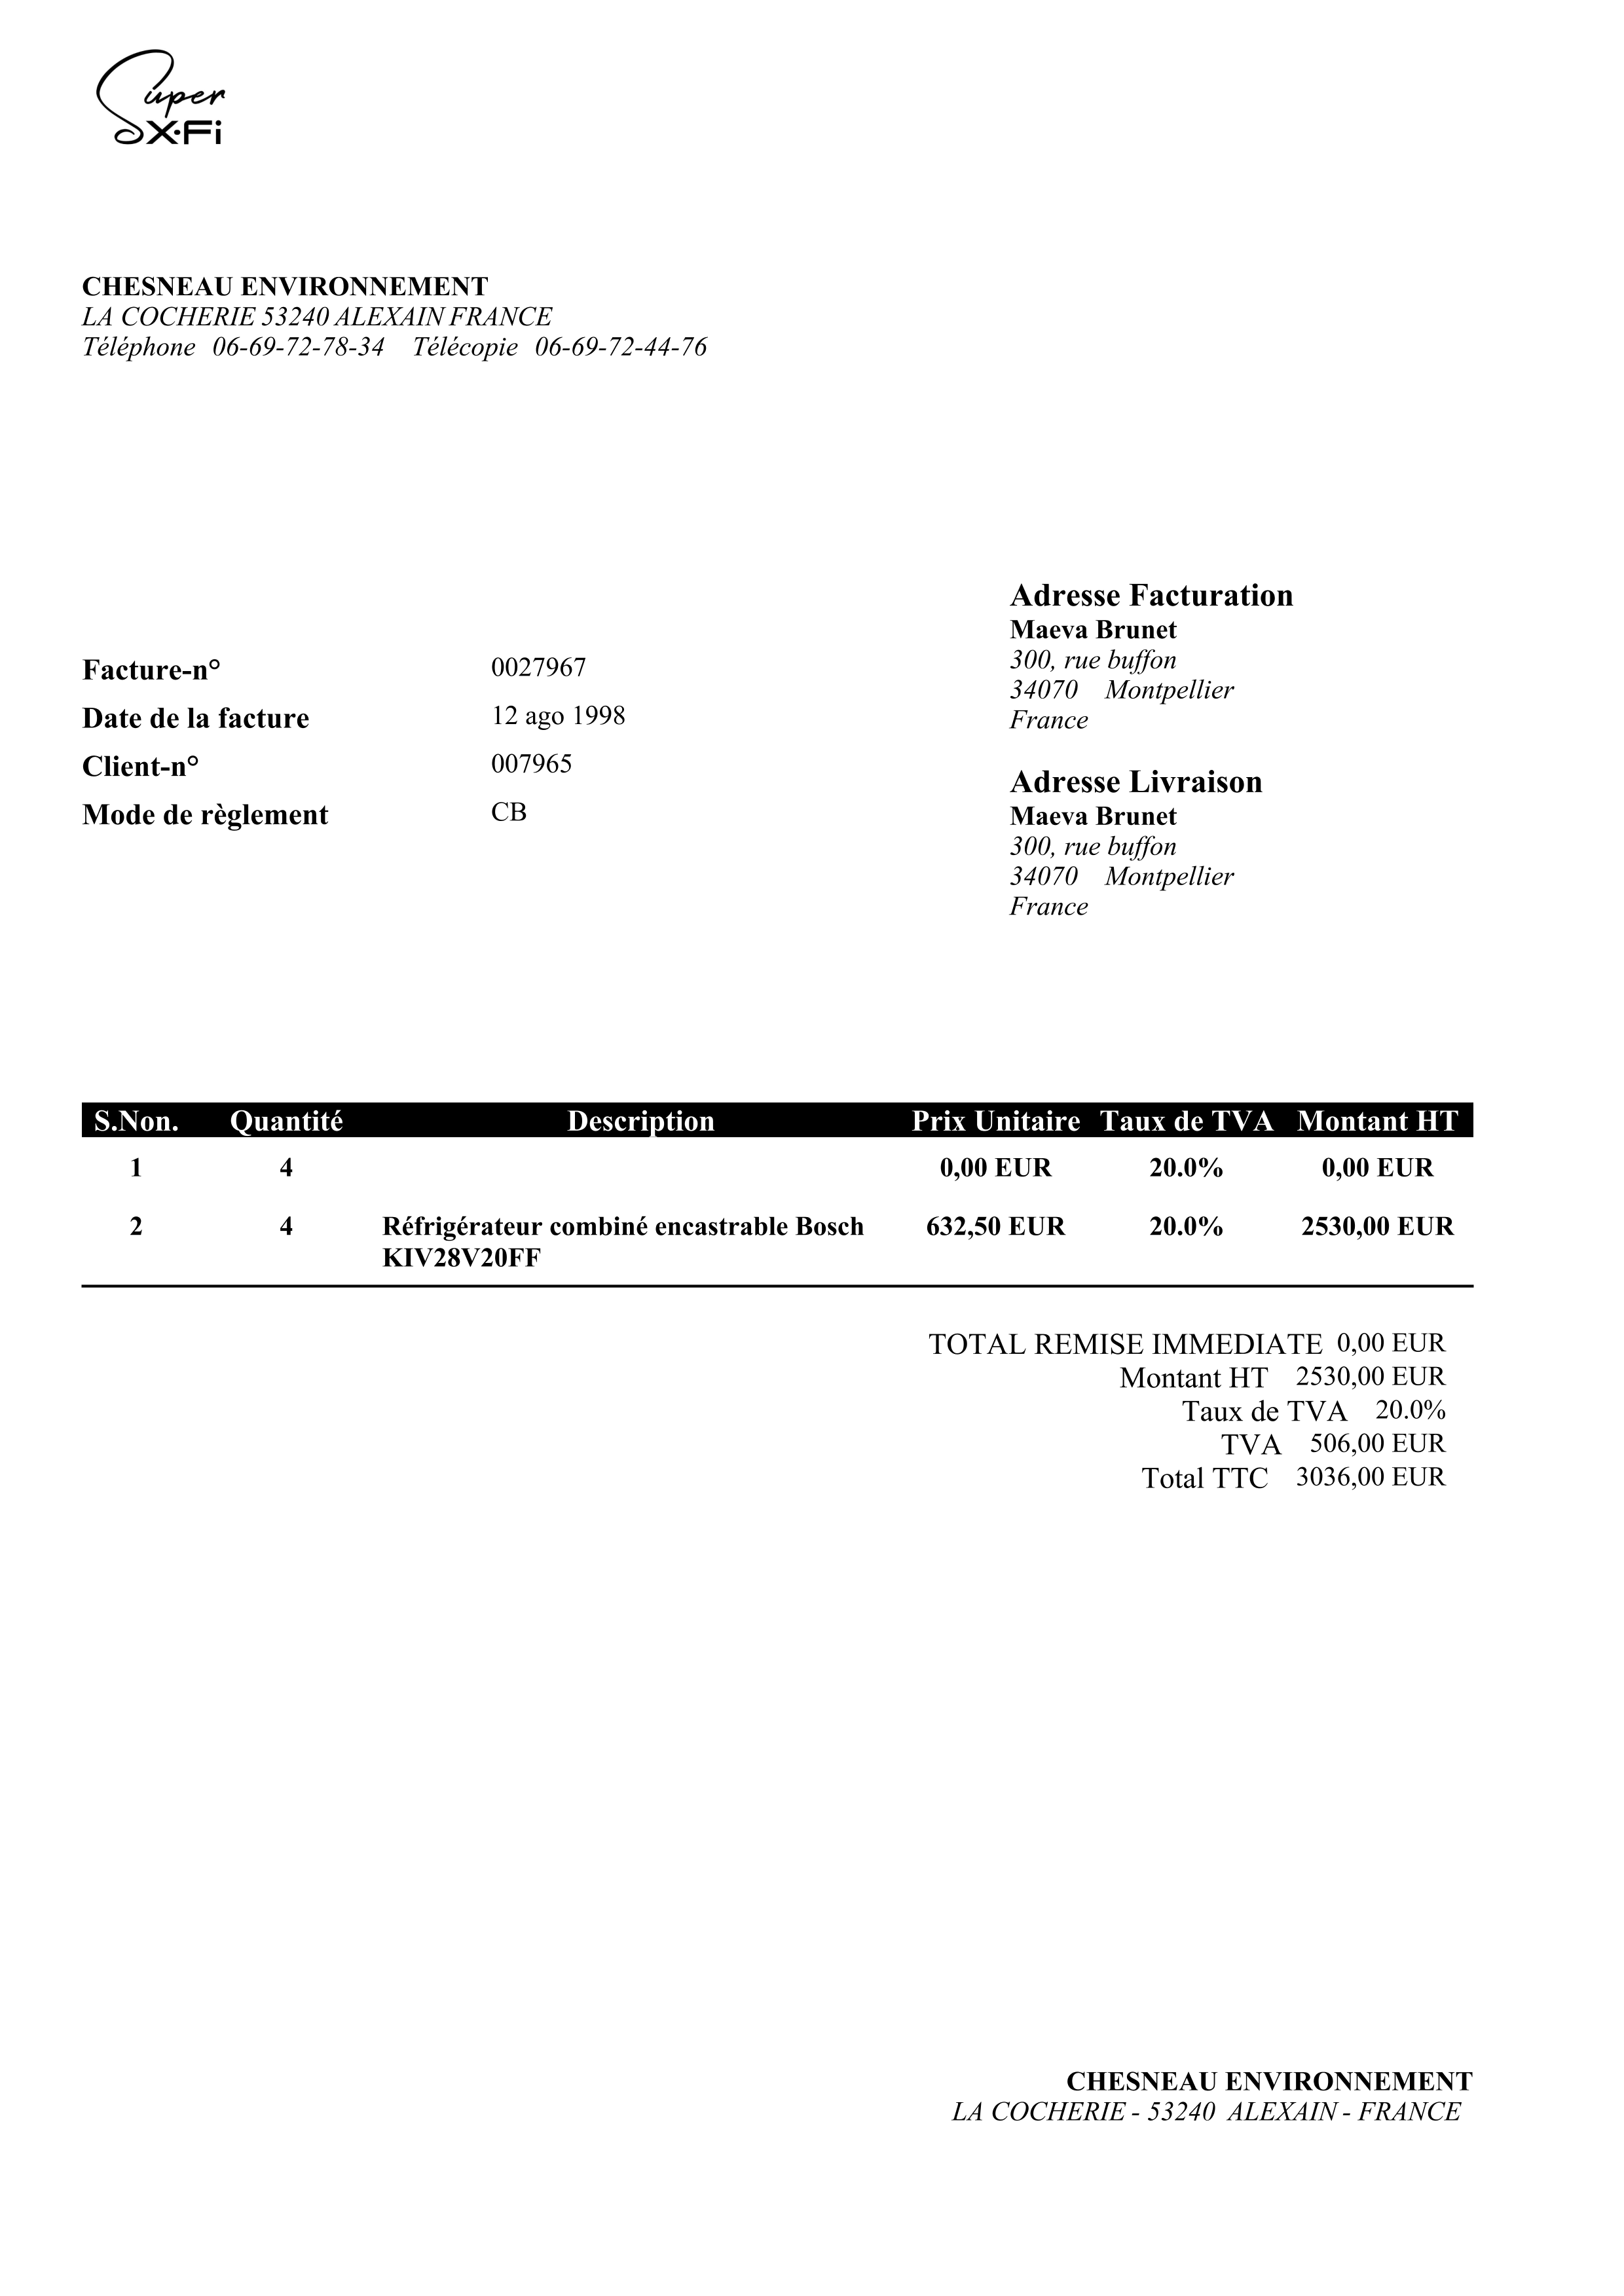 Super
X-Fi
CHESNEAU ENVIRONNEMENT
LA COCHERIE 53240 ALEXAIN FRANCE
Téléphone 06-69-72-78-34 Télécopie 06-69-72-44-76
Adresse Facturation
Maeva Brunet
300, rue buffon
34070 Montpellier
France
Facture-n° 0027967
Date de la facture 12 ago 1998
Client-n° 007965
Mode de règlement CB
Adresse Livraison
Maeva Brunet
300, rue buffon
34070 Montpellier
France
S.Non. Quantité Description Prix Unitaire Taux de TVA Montant HT
1 4 0,00 EUR 20.0% 0,00 EUR
2 4 Réfrigérateur combiné encastrable Bosch 632,50 EUR 20.0% 2530,00 EUR
KIV28V20FF
TOTAL REMISE IMMEDIATE 0,00 EUR
Montant HT 2530,00 EUR
Taux de TVA 20.0%
TVA 506,00 EUR
Total TTC 3036,00 EUR
CHESNEAU ENVIRONNEMENT
LA COCHERIE - 53240 ALEXAIN - FRANCE